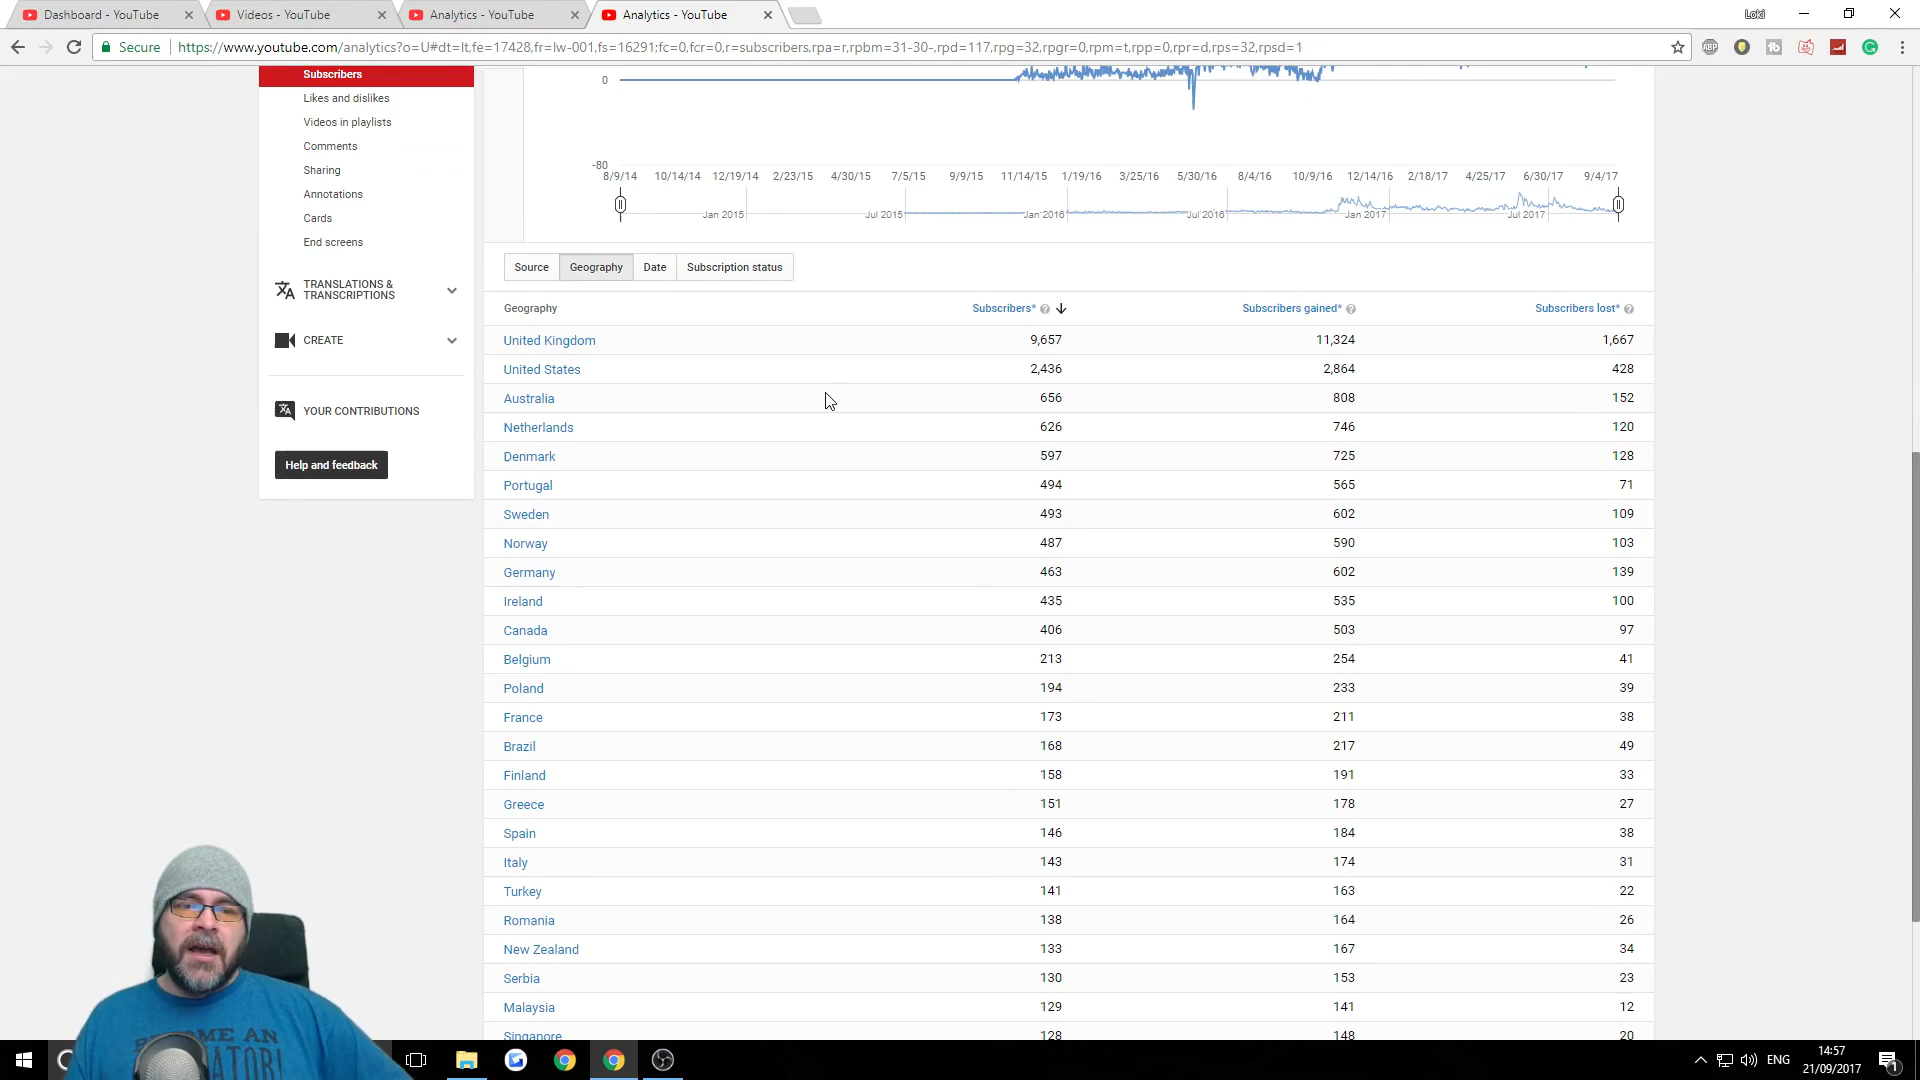 Dashboard - YouTube
Videos - YouTube
Analytics - YouTube
Analytics - YouTube
Loki
Secure
https://www.youtube.com/analytics?o=U#dt=lt,fe=17428,fr=lw-001,fs=16291;fc=0,fcr=0,r=subscribers,rpa=r,rpbm=31-30-,rpd=117,rpg=32,rpgr=0,rpm=t,rpp=0,rpr=d,rps=32,rpsd=1
ABP
Subscribers
Likes and dislikes
Videos in playlists
Comments
Sharing
Annotations
Cards
End screens
TRANSLATIONS &
TRANSCRIPTIONS
CREATE
YOUR CONTRIBUTIONS
Help and feedback
0
-80
8/9/14 10/14/14 12/19/14 2/23/15 4/30/15 7/5/15 9/9/15 11/14/15 1/19/16 3/25/16 5/30/16 8/4/16 10/9/16 12/14/16 2/18/17 4/25/17 6/30/17 9/4/17
Jan 2015 Jul 2015 Jan 2016 Jul 2016 Jan 2017 Jul 2017
Source Geography Date Subscription status
Geography Subscribers* Subscribers gained* Subscribers lost*
United Kingdom 9,657 11,324 1,667
United States 2,436 2,864 428
Australia 656 808 152
Netherlands 626 746 120
Denmark 597 725 128
Portugal 494 565 71
Sweden 493 602 109
Norway 487 590 103
Germany 463 602 139
Ireland 435 535 100
Canada 406 503 97
Belgium 213 254 41
Poland 194 233 39
France 173 211 38
Brazil 168 217 49
Finland 158 191 33
Greece 151 178 27
Spain 146 184 38
Italy 143 174 31
Turkey 141 163 22
Romania 138 164 26
New Zealand 133 167 34
Serbia 130 153 23
Malaysia 129 141 12
Singapore 128 148 20
ENG
14:57
21/09/2017
1